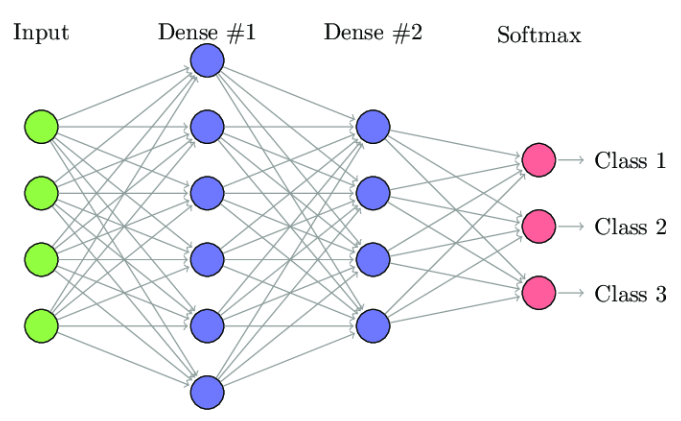 Input
Dense #1
Dense #2
Softmax
Class 1
Class 2
Class 3